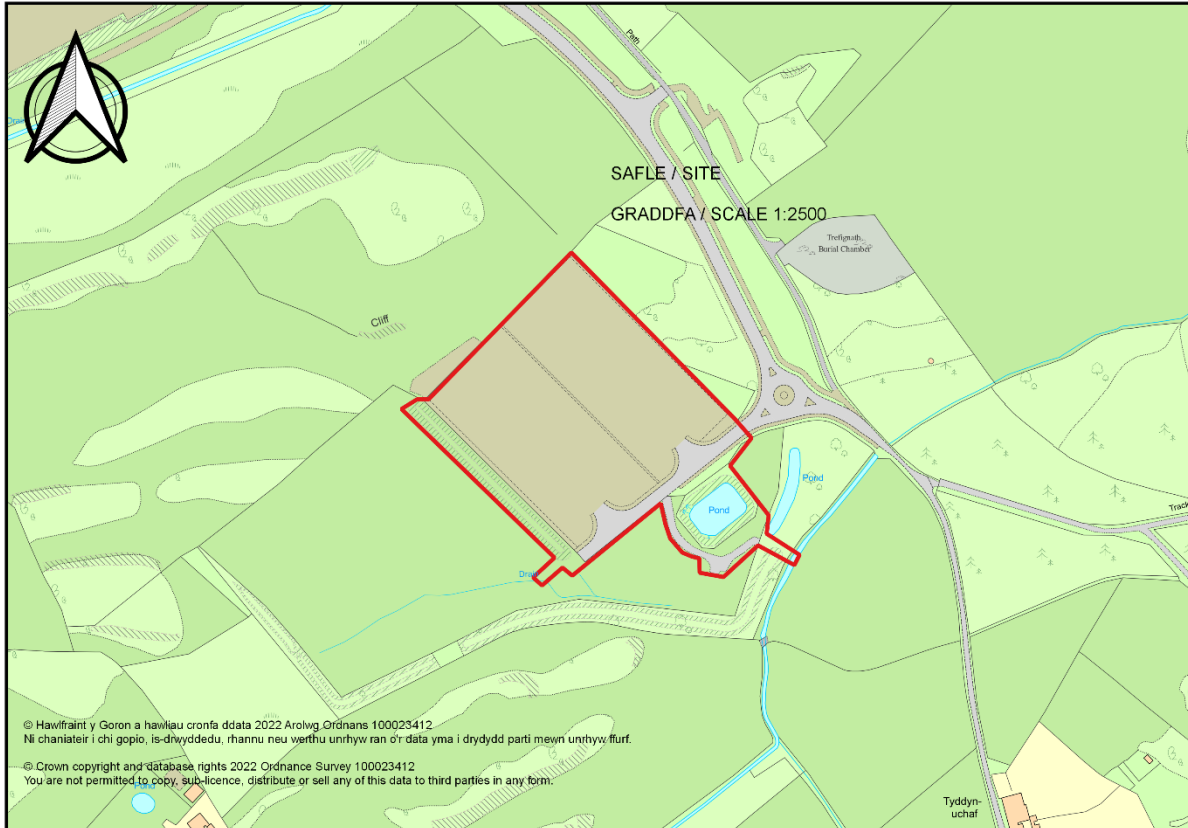 Path
Drain
SAFLE / SITE
GRADDFA / SCALE 1:2500
Trefignath
Burial Chamber
Cliff
Pond
Pond
Track
© Hawlfraint y Goron a hawliau cronfa ddata 2022 Arolwg Ordnans 100023412
Ni chaniateir i chi gopio, is-drwyddedu, rhannu neu werthu unrhyw ran o'r data yma i drydydd parti mewn unrhyw ffurf.
© Crown copyright and database rights 2022 Ordnance Survey 100023412
You are not permitted to copy, sub-licence, distribute or sell any of this data to third parties in any form.
Pond
Tyddyn-
uchaf